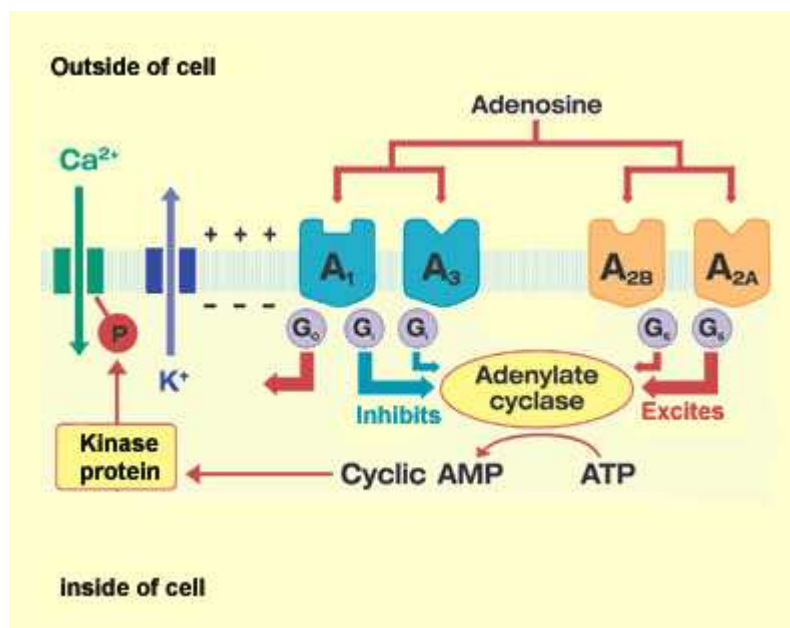 Outside of cell
Adenosine
Ca²⁺
+ + +
A₁
A₃
A₂B
A₂A
- - -
P
G₀
Gᵢ
Gᵢ
Gₛ
Gₛ
K⁺
Adenylate
cyclase
Inhibits
Excites
Kinase
protein
Cyclic AMP
ATP
inside of cell